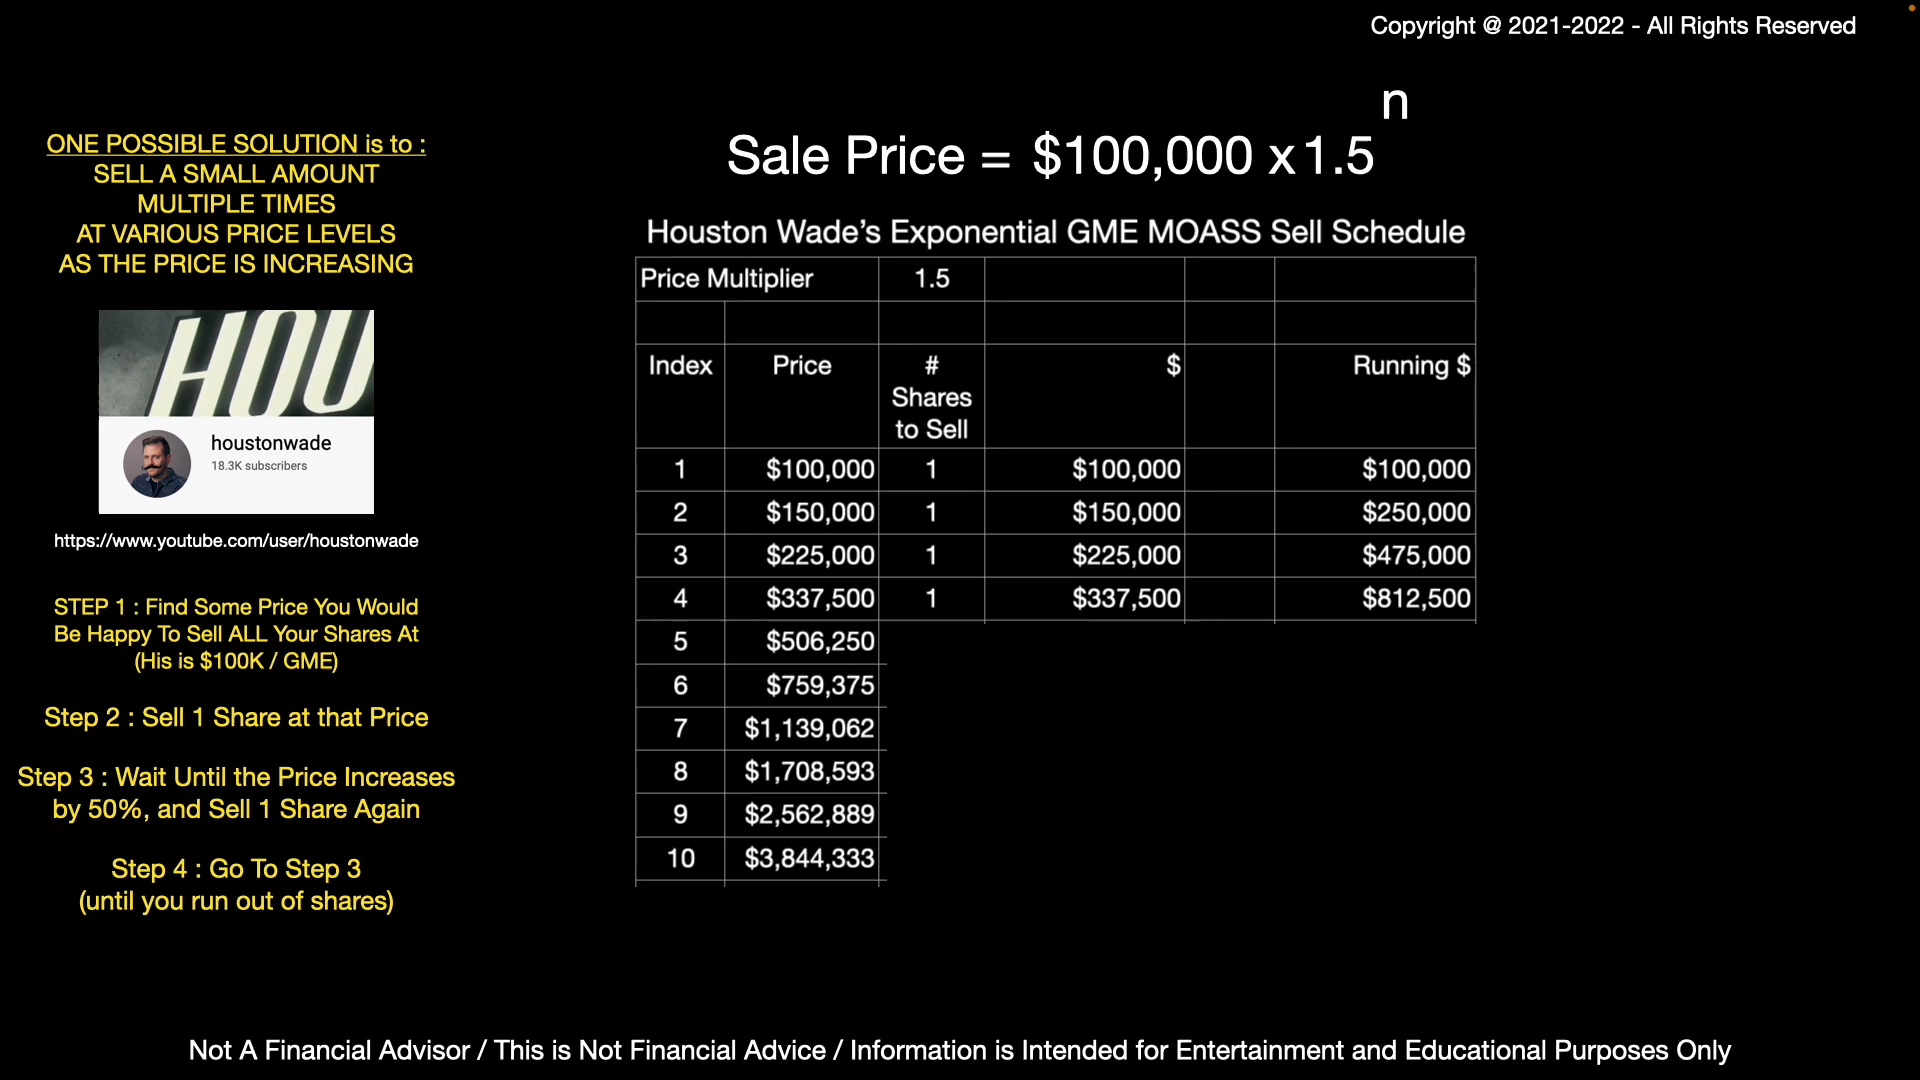 Copyright @ 2021-2022 - All Rights Reserved
ONE POSSIBLE SOLUTION is to :
SELL A SMALL AMOUNT
MULTIPLE TIMES
AT VARIOUS PRICE LEVELS
AS THE PRICE IS INCREASING
HOU
houstonwade
18.3K subscribers
https://www.youtube.com/user/houstonwade
STEP 1 : Find Some Price You Would
Be Happy To Sell ALL Your Shares At
(His is $100K / GME)
Step 2 : Sell 1 Share at that Price
Step 3 : Wait Until the Price Increases
by 50%, and Sell 1 Share Again
Step 4 : Go To Step 3
(until you run out of shares)
n
Sale Price = $100,000 x1.5
Houston Wade's Exponential GME MOASS Sell Schedule
Price Multiplier 1.5
Index Price # $ Running $
Shares
to Sell
1 $100,000 1 $100,000 $100,000
2 $150,000 1 $150,000 $250,000
3 $225,000 1 $225,000 $475,000
4 $337,500 1 $337,500 $812,500
5 $506,250
6 $759,375
7 $1,139,062
8 $1,708,593
9 $2,562,889
10 $3,844,333
Not A Financial Advisor / This is Not Financial Advice / Information is Intended for Entertainment and Educational Purposes Only